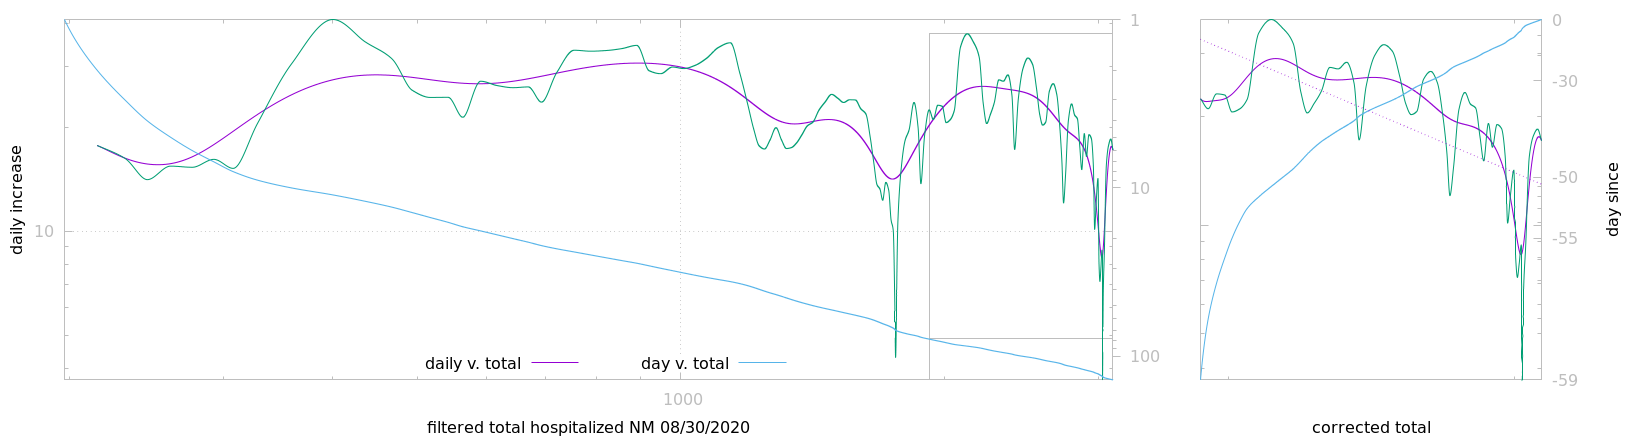 daily increase
10
1000
1
10
100
daily v. total
day v. total
filtered total hospitalized NM 08/30/2020
0
-30
-50
-55
-59
day since
corrected total